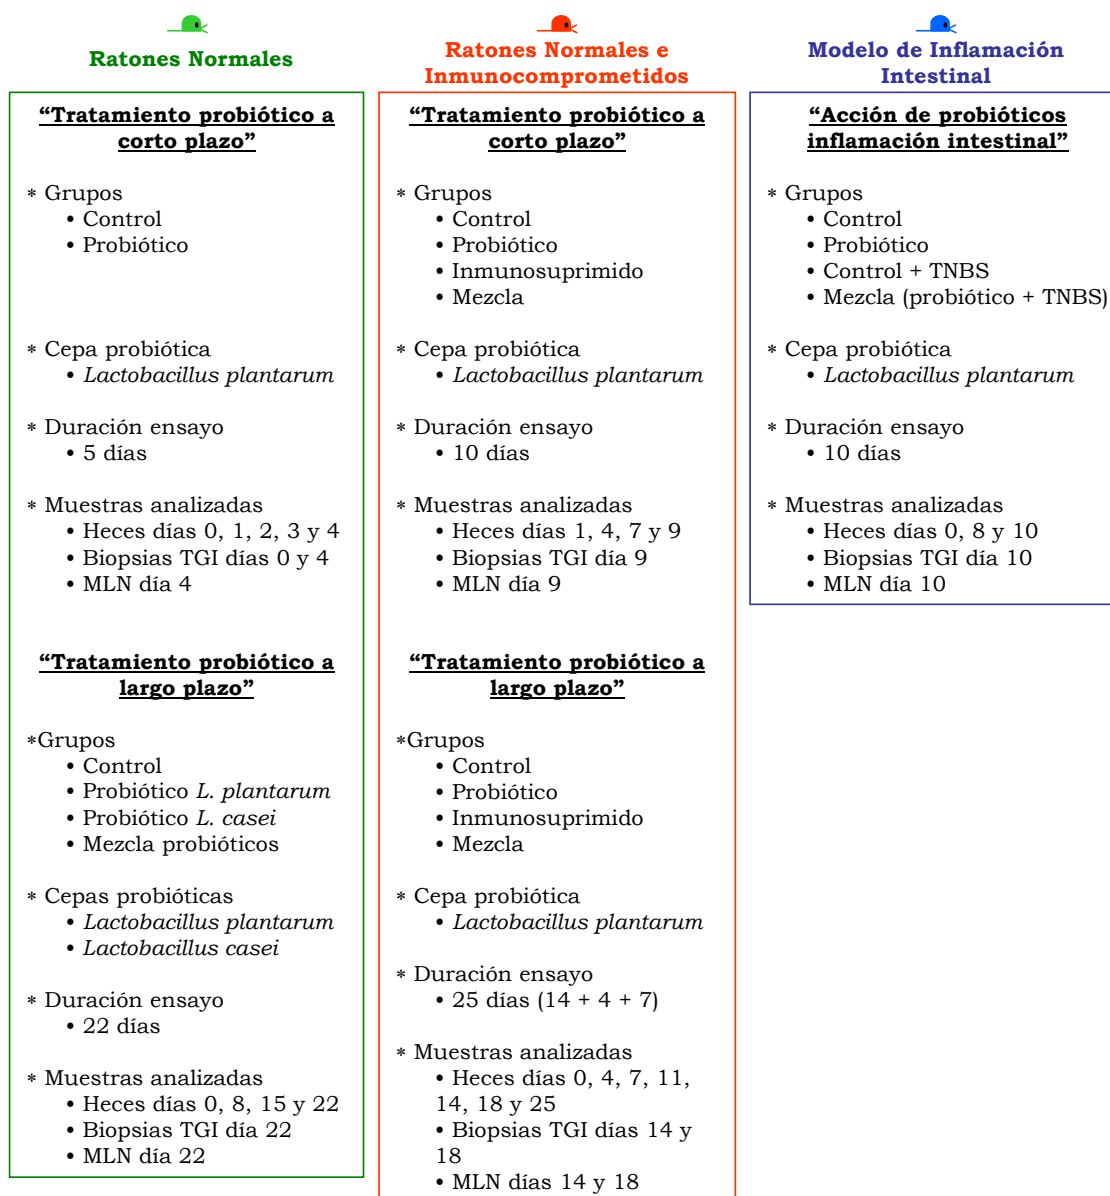 Ratones Normales
“Tratamiento probiótico a
corto plazo”
* Grupos
• Control
• Probiótico
* Cepa probiótica
• Lactobacillus plantarum
* Duración ensayo
• 5 días
* Muestras analizadas
• Heces días 0, 1, 2, 3 y 4
• Biopsias TGI días 0 y 4
• MLN día 4
“Tratamiento probiótico a
largo plazo”
*Grupos
• Control
• Probiótico L. plantarum
• Probiótico L. casei
• Mezcla probióticos
* Cepas probióticas
• Lactobacillus plantarum
• Lactobacillus casei
* Duración ensayo
• 22 días
* Muestras analizadas
• Heces días 0, 8, 15 y 22
• Biopsias TGI día 22
• MLN día 22
Ratones Normales e
Inmunocomprometidos
“Tratamiento probiótico a
corto plazo”
* Grupos
• Control
• Probiótico
• Inmunosuprimido
• Mezcla
* Cepa probiótica
• Lactobacillus plantarum
* Duración ensayo
• 10 días
* Muestras analizadas
• Heces días 1, 4, 7 y 9
• Biopsias TGI día 9
• MLN día 9
“Tratamiento probiótico a
largo plazo”
*Grupos
• Control
• Probiótico
• Inmunosuprimido
• Mezcla
* Cepa probiótica
• Lactobacillus plantarum
* Duración ensayo
• 25 días (14 + 4 + 7)
* Muestras analizadas
• Heces días 0, 4, 7, 11,
14, 18 y 25
• Biopsias TGI días 14 y
18
• MLN días 14 y 18
Modelo de Inflamación
Intestinal
“Acción de probióticos
inflamación intestinal”
* Grupos
• Control
• Probiótico
• Control + TNBS
• Mezcla (probiótico + TNBS)
* Cepa probiótica
• Lactobacillus plantarum
* Duración ensayo
• 10 días
* Muestras analizadas
• Heces días 0, 8 y 10
• Biopsias TGI día 10
• MLN día 10